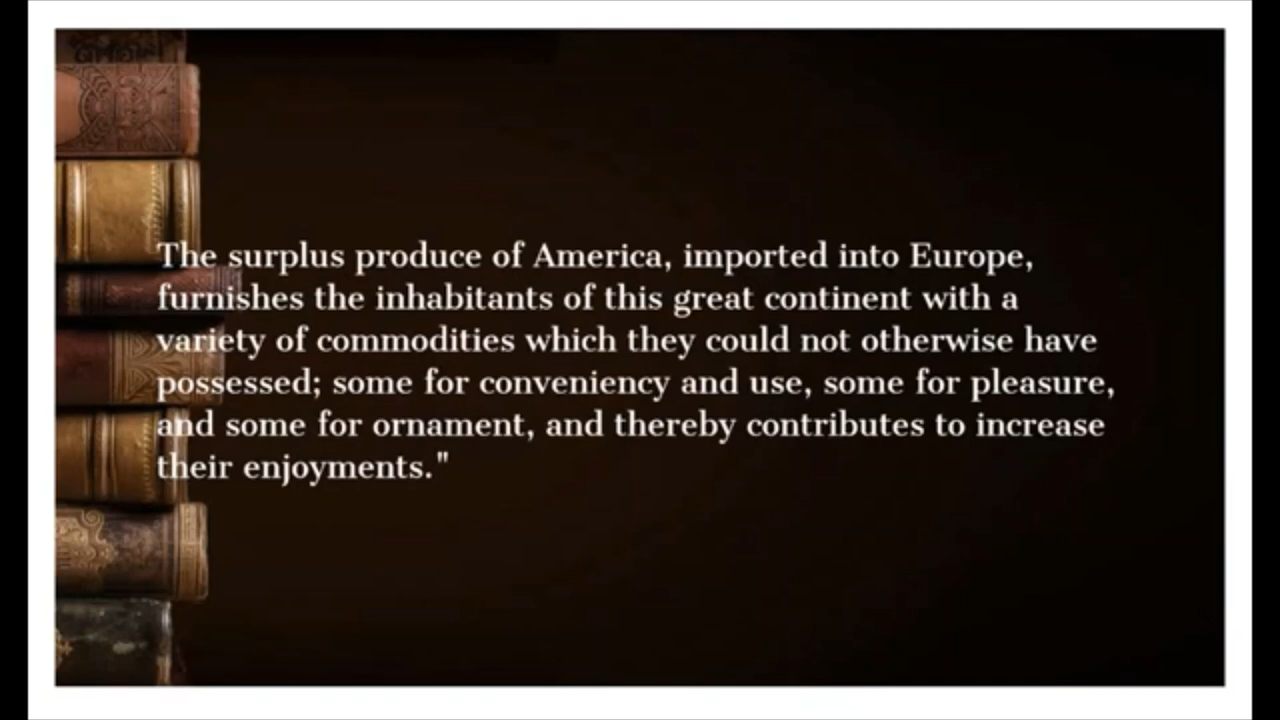 The surplus produce of America, imported into Europe,
furnishes the inhabitants of this great continent with a
variety of commodities which they could not otherwise have
possessed; some for conveniency and use, some for pleasure,
and some for ornament, and thereby contributes to increase
their enjoyments."